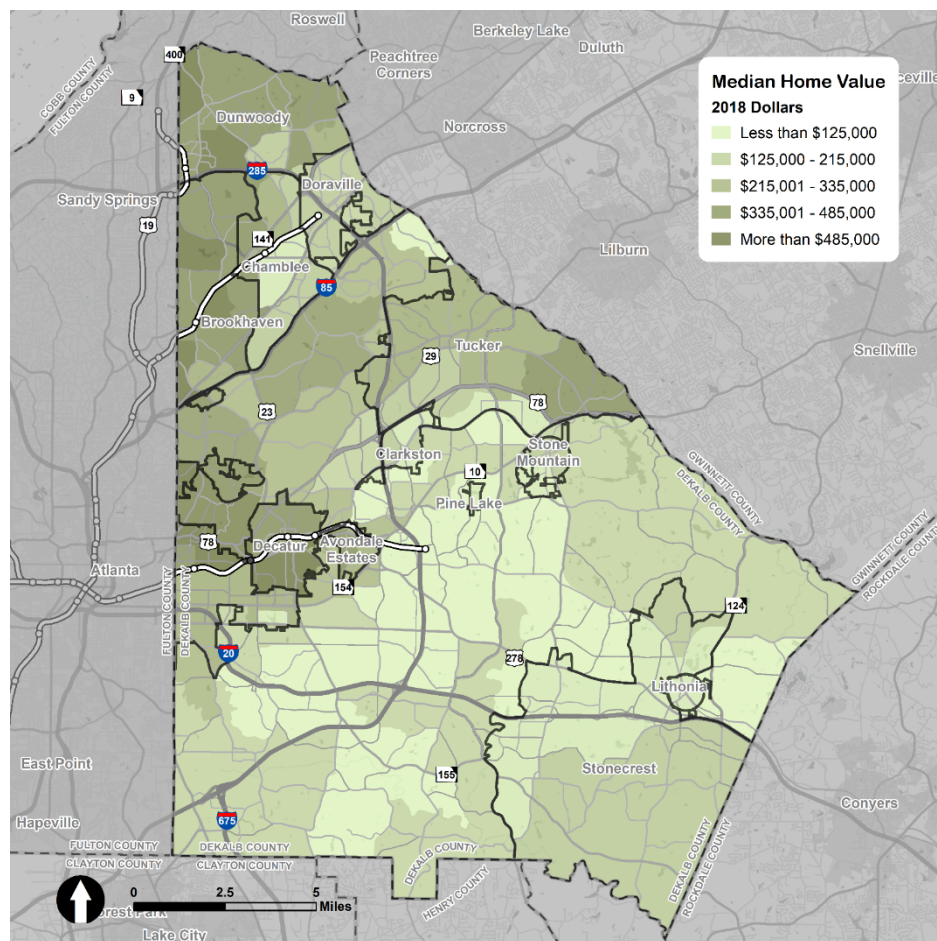 Roswell
Berkeley Lake
Duluth
400
Peachtree
Corners
Median Home Value
2018 Dollars
Less than $125,000
$125,000 - 215,000
$215,001 - 335,000
$335,001 - 485,000
More than $485,000
ceville
COBB COUNTY
FULTON COUNTY
9
Dunwoody
Norcross
285
Doraville
Sandy Springs
19
141
Chamblee
Lilburn
85
Brookhaven
Tucker
29
Snellville
23
78
Clarkston
Stone
Mountain
10
Pine Lake
GWINNETT COUNTY
DEKALB COUNTY
78
Decatur
Avondale
Estates
GWINNETT COUNTY
ROCKDALE COUNTY
Atlanta
154
124
FULTON COUNTY
DEKALB COUNTY
20
278
Lithonia
East Point
155
Stonecrest
Conyers
Hapeville
675
FULTON COUNTY
DEKALB COUNTY
CLAYTON COUNTY
CLAYTON COUNTY
DEKALB COUNTY
HENRY COUNTY
DEKALB COUNTY
ROCKDALE COUNTY
0
2.5
5
Miles
orest Park
Lake City